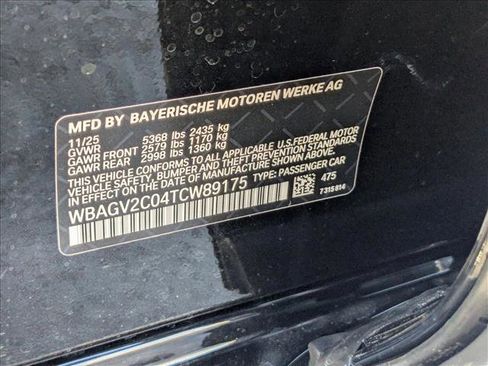 MFD BY BAYERISCHE MOTOREN WERKE AG
11/25 5368 lbs 2435 kg
GVWR
GAWR FRONT 2579 lbs 1170 kg
GAWR REAR 2998 lbs 1360 kg
THIS VEHICLE CONFORMS TO ALL APPLICABLE U.S.FEDERAL MOTOR
VEHICLE SAFETY, BUMPER AND THEFT PREVENTION STANDARDS IN
EFFECT ON THE DATE OF MANUFACTURE SHOWN ABOVE.
WBAGV2C04TCW89175 TYPE: PASSENGER CAR
475
7315814